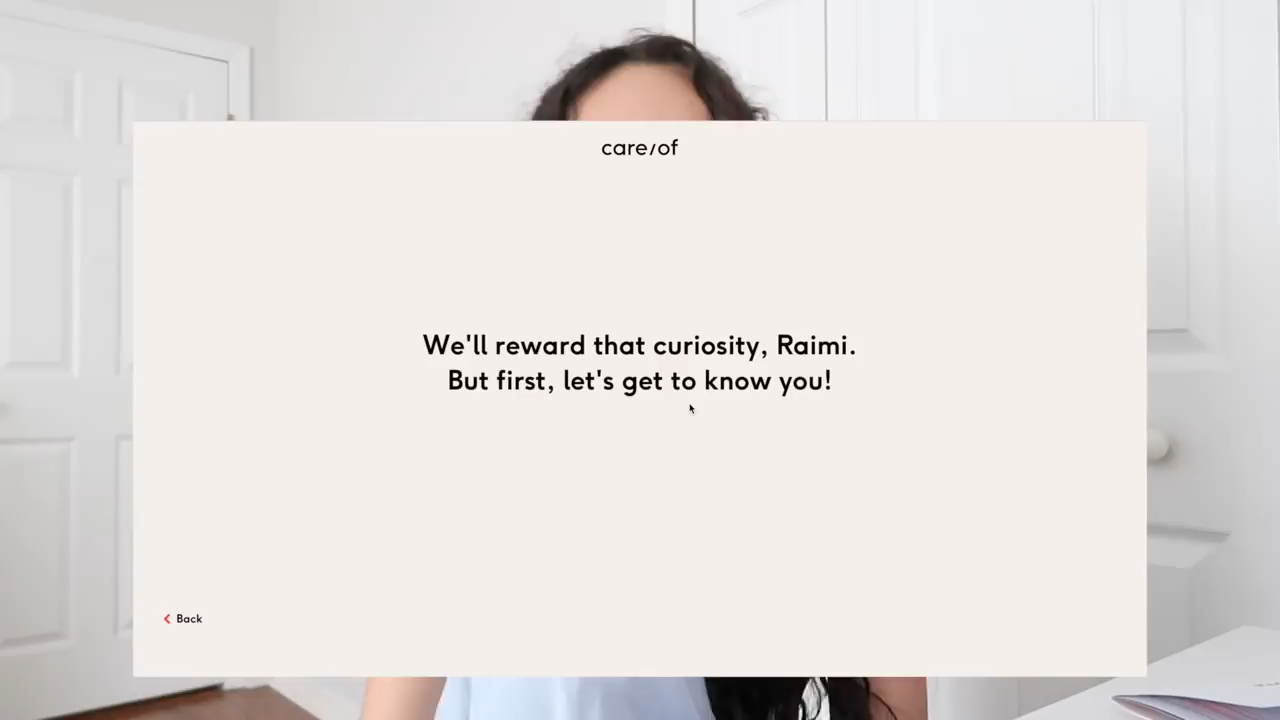 care/of
We'll reward that curiosity, Raimi.
But first, let's get to know you!
Back